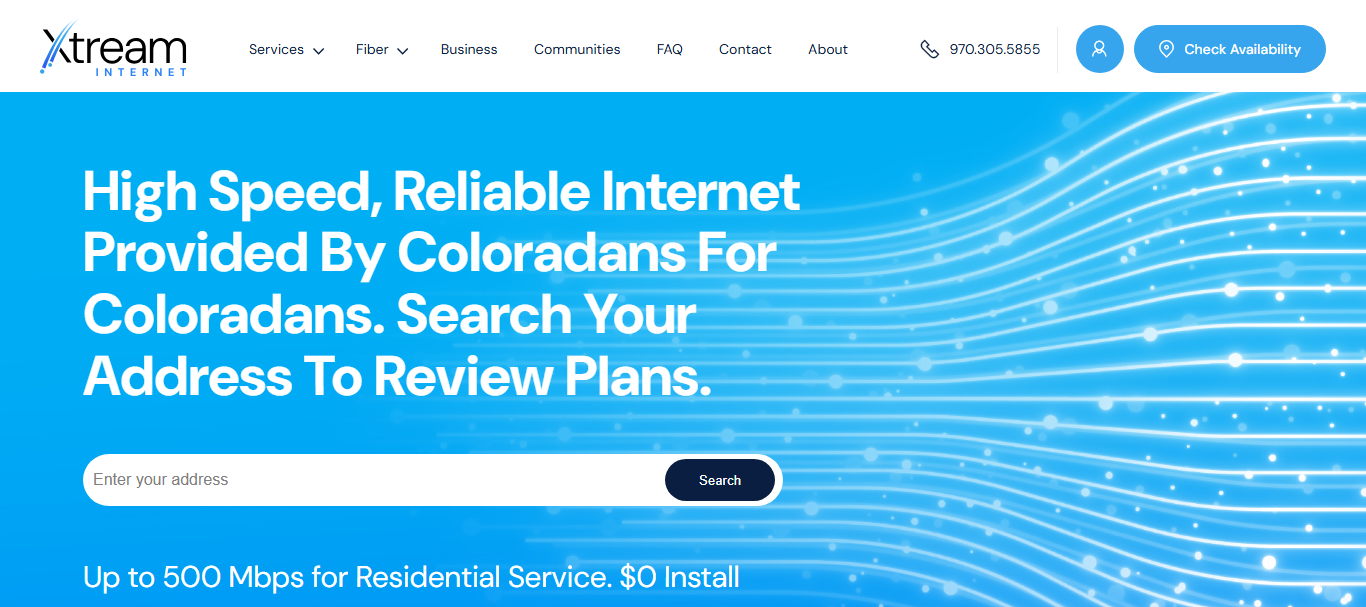 Xtream
INTERNET
Services
Fiber
Business
Communities
FAQ
Contact
About
970.305.5855
Check Availability
High Speed, Reliable Internet
Provided By Coloradans For
Coloradans. Search Your
Address To Review Plans.
Enter your address
Search
Up to 500 Mbps for Residential Service. $0 Install